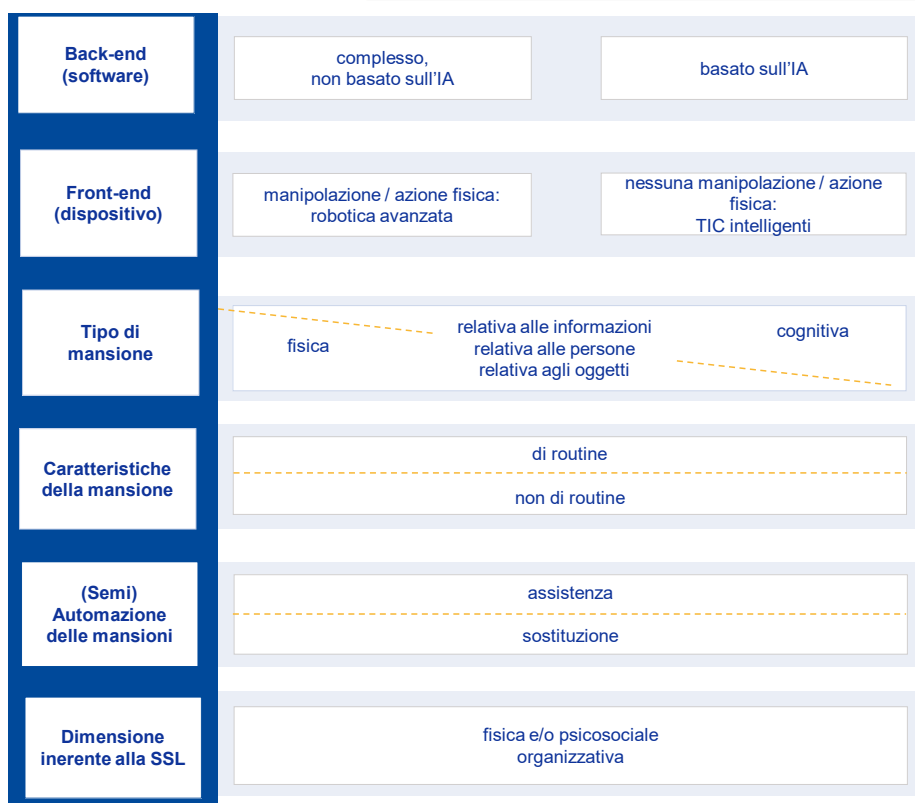 Back-end
(software)
complesso,
non basato sull'IA
basato sull'IA
Front-end
(dispositivo)
manipolazione / azione fisica:
robotica avanzata
nessuna manipolazione / azione
fisica:
TIC intelligenti
Tipo di
mansione
fisica
relativa alle informazioni
relativa alle persone
relativa agli oggetti
cognitiva
Caratteristiche
della mansione
di routine
non di routine
(Semi)
Automazione
delle mansioni
assistenza
sostituzione
Dimensione
inerente alla SSL
fisica e/o psicosociale
organizzativa